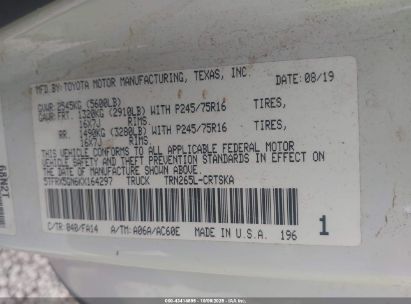 MFD.BY:TOYOTA MOTOR MANUFACTURING, TEXAS, INC. DATE: 08/19
GVWR 2545KG (5600LB)
GAWR: FRT. 1320KG (2910LB) WITH P245/75R16 TIRES,
16X7J RIMS.
RR. 1490KG (3280LB) WITH P245/75R16 TIRES,
16X7J RIMS.
THIS VEHICLE CONFORMS TO ALL APPLICABLE FEDERAL MOTOR
VEHICLE SAFETY AND THEFT PREVENTION STANDARDS IN EFFECT ON
THE DATE OF MANUFACTURE SHOWN ABOVE.
5TFRX5GN6KX164297 TRUCK TRN265L-CRTSKA
C/TR: 040/FA14 A/TM: A06A/AC60E MADE IN U.S.A. 196
1